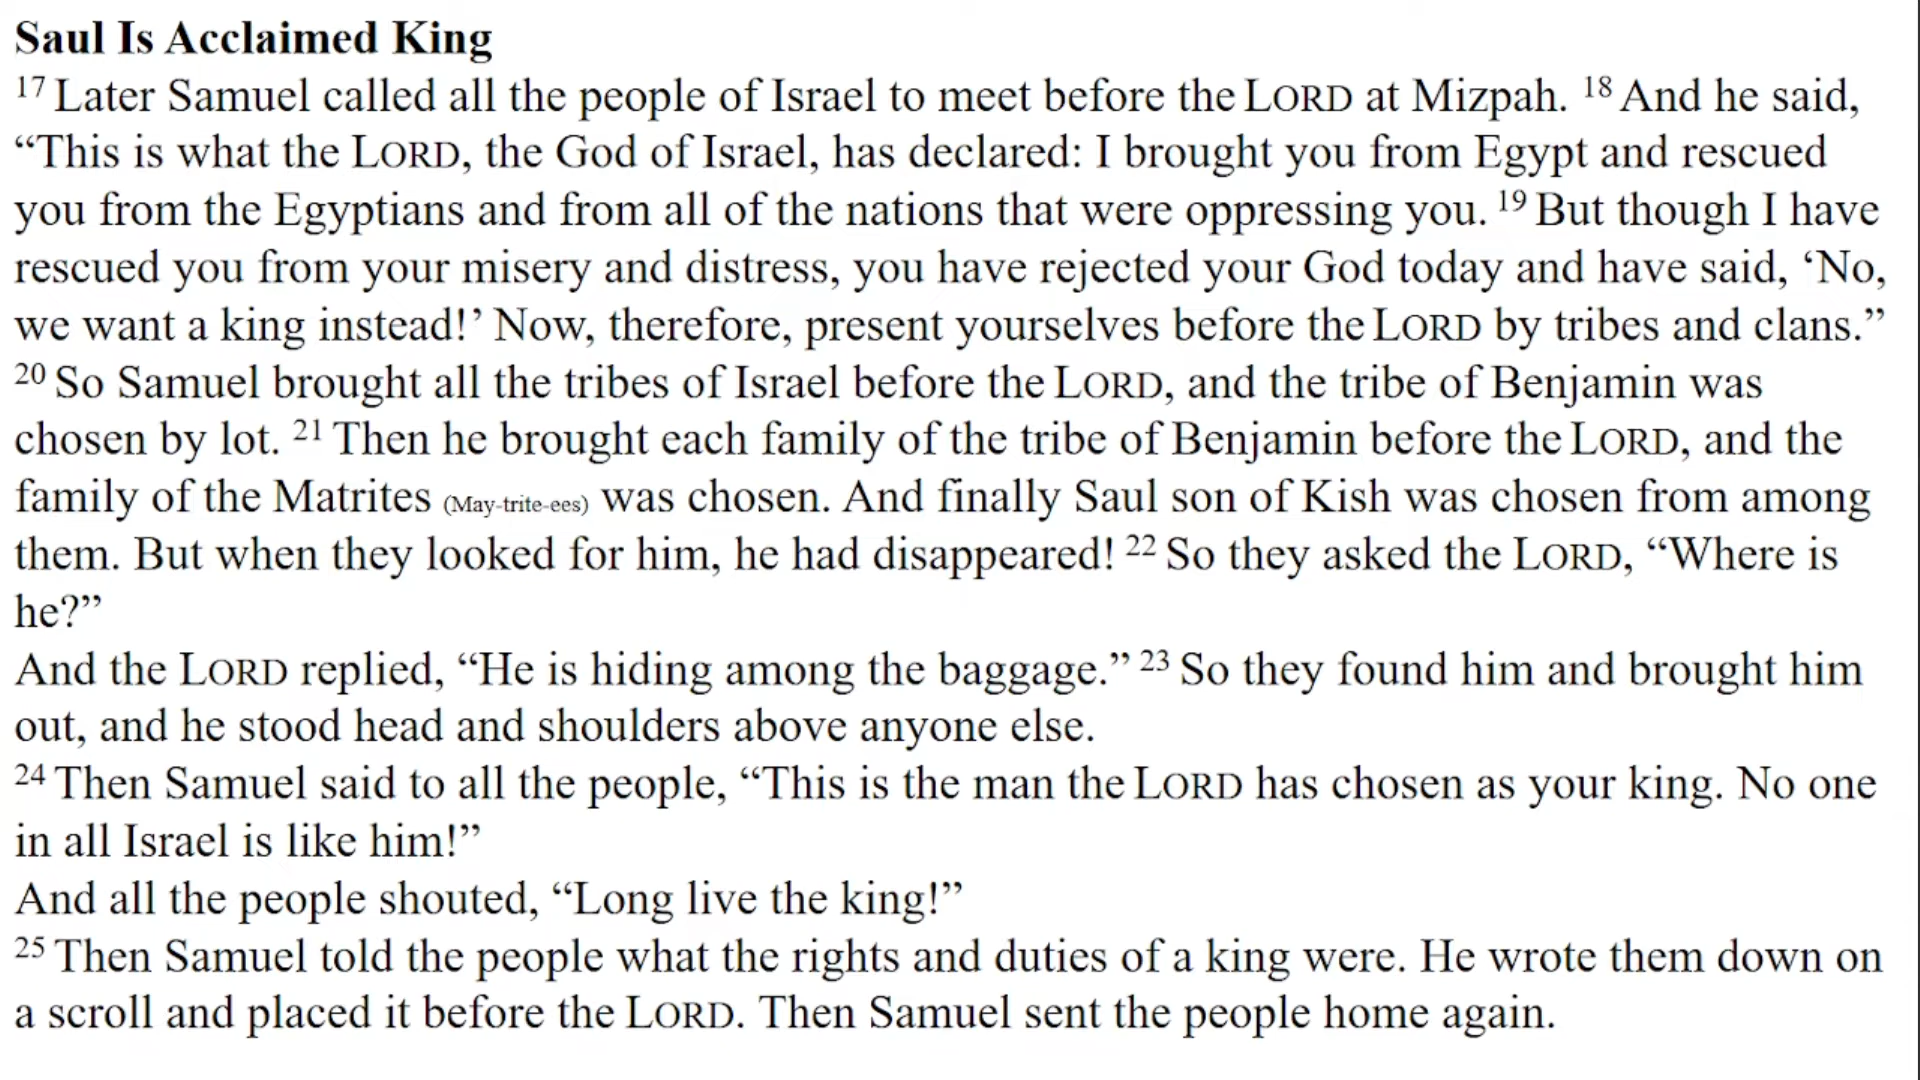 Saul Is Acclaimed King
17 Later Samuel called all the people of Israel to meet before the LORD at Mizpah. 18 And he said,
“This is what the LORD, the God of Israel, has declared: I brought you from Egypt and rescued
you from the Egyptians and from all of the nations that were oppressing you. 19 But though I have
rescued you from your misery and distress, you have rejected your God today and have said, ‘No,
we want a king instead!’ Now, therefore, present yourselves before the LORD by tribes and clans.”
20 So Samuel brought all the tribes of Israel before the LORD, and the tribe of Benjamin was
chosen by lot. 21 Then he brought each family of the tribe of Benjamin before the LORD, and the
family of the Matrites (May-trite-ees) was chosen. And finally Saul son of Kish was chosen from among
them. But when they looked for him, he had disappeared! 22 So they asked the LORD, “Where is
he?”
And the LORD replied, “He is hiding among the baggage.” 23 So they found him and brought him
out, and he stood head and shoulders above anyone else.
24 Then Samuel said to all the people, “This is the man the LORD has chosen as your king. No one
in all Israel is like him!”
And all the people shouted, “Long live the king!”
25 Then Samuel told the people what the rights and duties of a king were. He wrote them down on
a scroll and placed it before the LORD. Then Samuel sent the people home again.